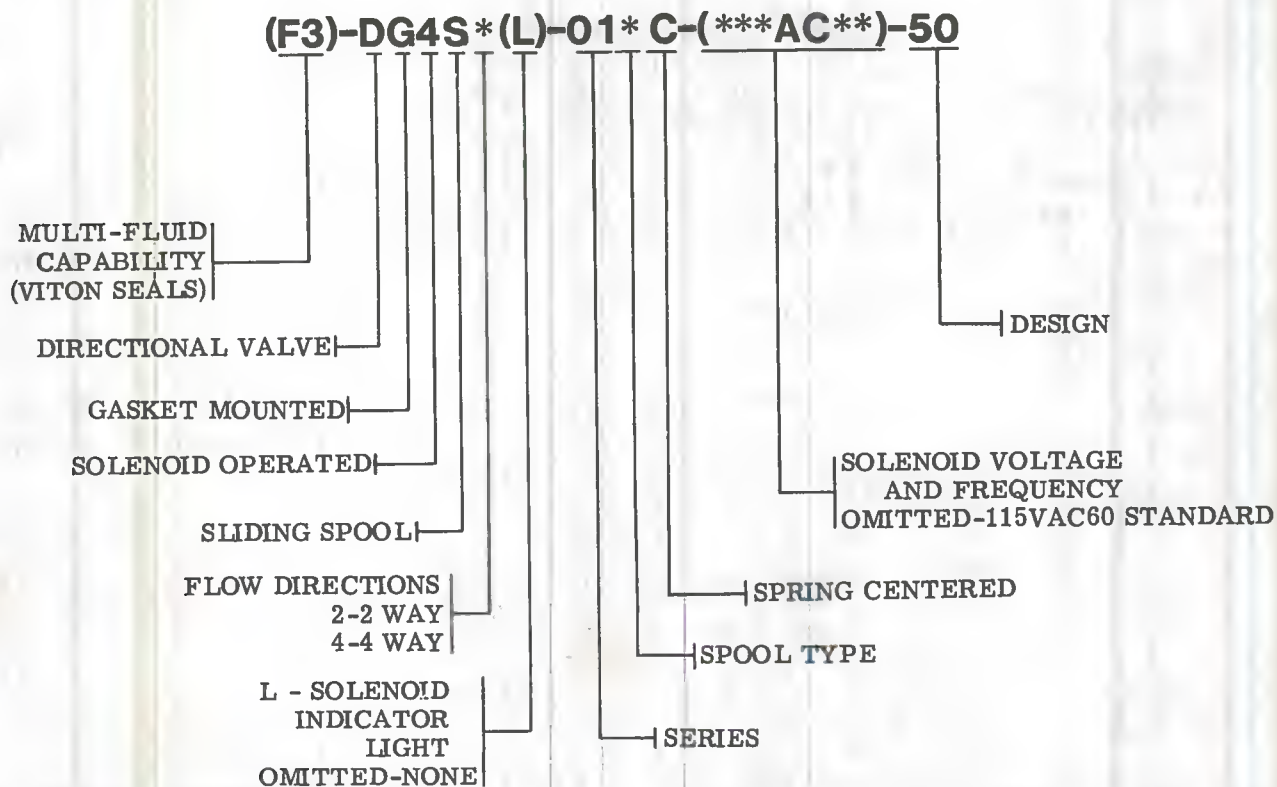 (F3)-DG4S*(L)-01*C-(***AC**)-50
MULTI-FLUID
CAPABILITY
(VITON SEALS)
DIRECTIONAL VALVE
GASKET MOUNTED
SOLENOID OPERATED
SLIDING SPOOL
FLOW DIRECTIONS
2-2 WAY
4-4 WAY
L - SOLENOID
INDICATOR
LIGHT
OMITTED-NONE
SERIES
SPOOL TYPE
SPRING CENTERED
SOLENOID VOLTAGE
AND FREQUENCY
OMITTED-115VAC60 STANDARD
DESIGN